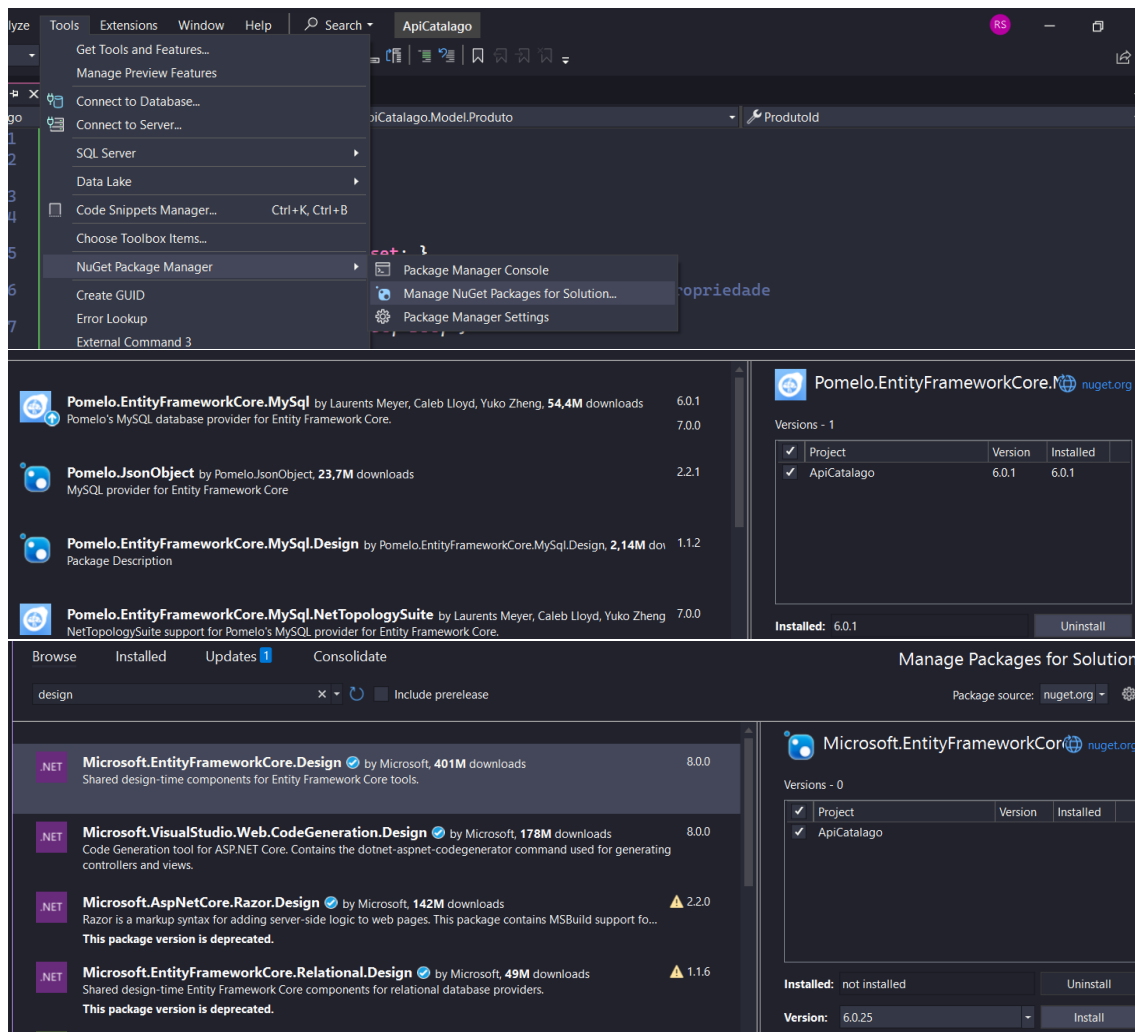 lyze Tools Extensions Window Help Search ApiCatalago RS
Get Tools and Features...
Manage Preview Features
Connect to Database...
go Connect to Server... piCatalago.Model.Produto ProdutoId
1
2 SQL Server
Data Lake
3
4 Code Snippets Manager... Ctrl+K, Ctrl+B
Choose Toolbox Items...
5 set; }
NuGet Package Manager Package Manager Console
6 Create GUID Manage NuGet Packages for Solution... ropriedade
7 Error Lookup Package Manager Settings
External Command 3
Pomelo.EntityFrameworkCore.MySql by Laurents Meyer, Caleb Lloyd, Yuko Zheng, 54,4M downloads 6.0.1
Pomelo's MySQL database provider for Entity Framework Core. 7.0.0
Pomelo.JsonObject by Pomelo.JsonObject, 23,7M downloads 2.2.1
MySQL provider for Entity Framework Core
Pomelo.EntityFrameworkCore.MySql.Design by Pomelo.EntityFrameworkCore.MySql.Design, 2,14M dov 1.1.2
Package Description
Pomelo.EntityFrameworkCore.MySql.NetTopologySuite by Laurents Meyer, Caleb Lloyd, Yuko Zheng 7.0.0
NetTopologySuite support for Pomelo's MySQL provider for Entity Framework Core.
Pomelo.EntityFrameworkCore.M nuget.org
Versions - 1
Project Version Installed
ApiCatalago 6.0.1 6.0.1
Installed: 6.0.1 Uninstall
Browse Installed Updates 1 Consolidate Manage Packages for Solution
design Include prerelease Package source: nuget.org
.NET Microsoft.EntityFrameworkCore.Design by Microsoft, 401M downloads 8.0.0
Shared design-time components for Entity Framework Core tools.
.NET Microsoft.VisualStudio.Web.CodeGeneration.Design by Microsoft, 178M downloads 8.0.0
Code Generation tool for ASP.NET Core. Contains the dotnet-aspnet-codegenerator command used for generating
controllers and views.
.NET Microsoft.AspNetCore.Razor.Design by Microsoft, 142M downloads 2.2.0
Razor is a markup syntax for adding server-side logic to web pages. This package contains MSBuild support fo...
This package version is deprecated.
.NET Microsoft.EntityFrameworkCore.Relational.Design by Microsoft, 49M downloads 1.1.6
Shared design-time Entity Framework Core components for relational database providers.
This package version is deprecated.
Microsoft.EntityFrameworkCor nuget.org
Versions - 0
Project Version Installed
ApiCatalago
Installed: not installed Uninstall
Version: 6.0.25 Install